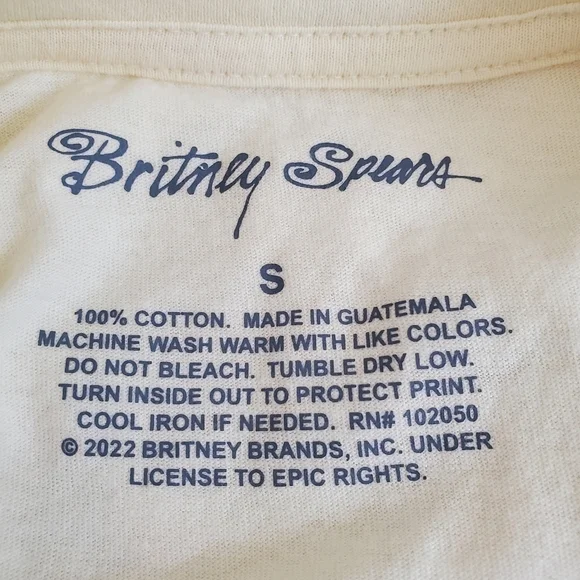 Britney Spears
S
100% COTTON. MADE IN GUATEMALA
MACHINE WASH WARM WITH LIKE COLORS.
DO NOT BLEACH. TUMBLE DRY LOW.
TURN INSIDE OUT TO PROTECT PRINT.
COOL IRON IF NEEDED. RN# 102050
© 2022 BRITNEY BRANDS, INC. UNDER
LICENSE TO EPIC RIGHTS.